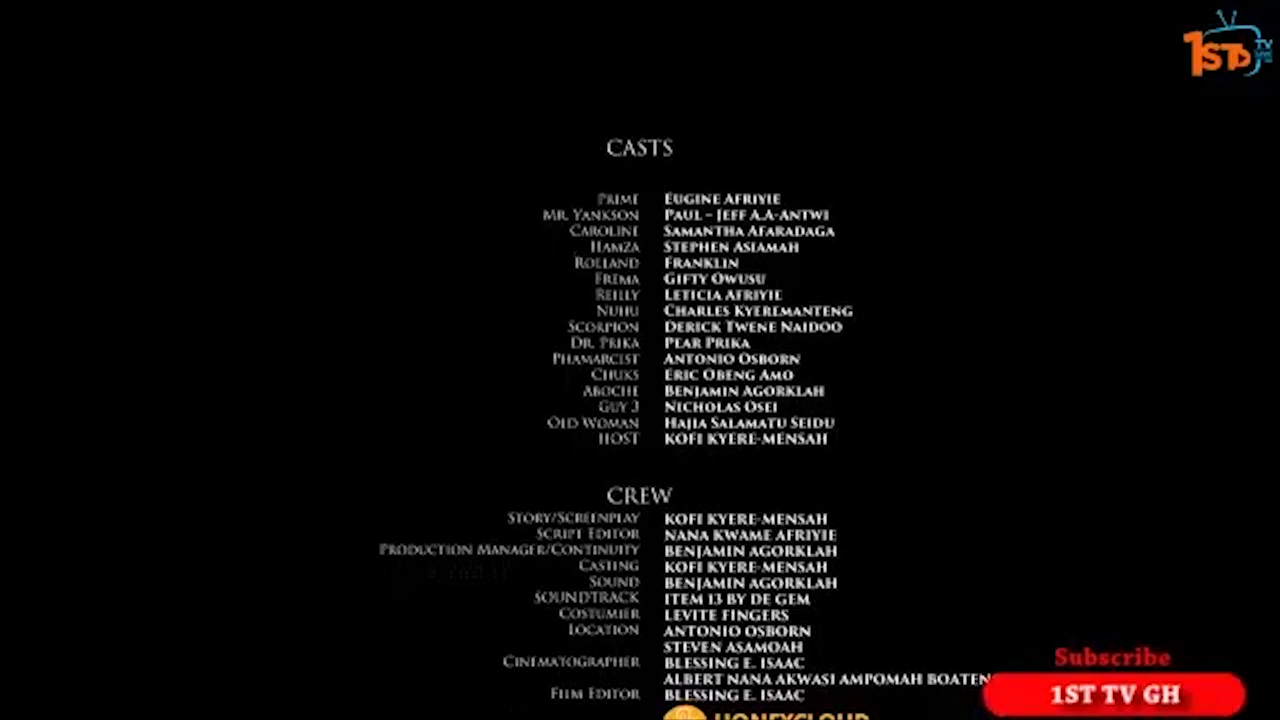 1STD TV
CASTS
PRIME EUGINE AFRIYIE
MR. YANKSON PAUL – JEFF A.A-ANTWI
CAROLINE SAMANTHA AFARADAGA
HAMZA STEPHEN ASIAMAH
ROLLAND FRANKLIN
FREMA GIFTY OWUSU
REILLY LETICIA AFRIYIE
NUHU CHARLES KYEREMANTENG
SCORPION DERICK TWENE NAIDOO
DR. PRIKA PEAR PRIKA
PHAMARCIST ANTONIO OSBORN
CHUKS ERIC OBENG AMO
ABOCHE BENJAMIN AGORKLAH
GUY 3 NICHOLAS OSEI
OLD WOMAN HAJIA SALAMATU SEIDU
HOST KOFI KYERE-MENSAH
CREW
STORY/SCREENPLAY KOFI KYERE-MENSAH
SCRIPT EDITOR NANA KWAME AFRIYIE
PRODUCTION MANAGER/CONTINUITY BENJAMIN AGORKLAH
CASTING KOFI KYERE-MENSAH
SOUND BENJAMIN AGORKLAH
SOUNDTRACK ITEM 13 BY DE GEM
COSTUMIER LEVITE FINGERS
LOCATION ANTONIO OSBORN
STEVEN ASAMOAH
CINEMATOGRAPHER BLESSING E. ISAAC
ALBERT NANA AKWASI AMPOMAH BOATEN
FILM EDITOR BLESSING E. ISAAC
HONEYCLOUD
Subscribe
1ST TV GH